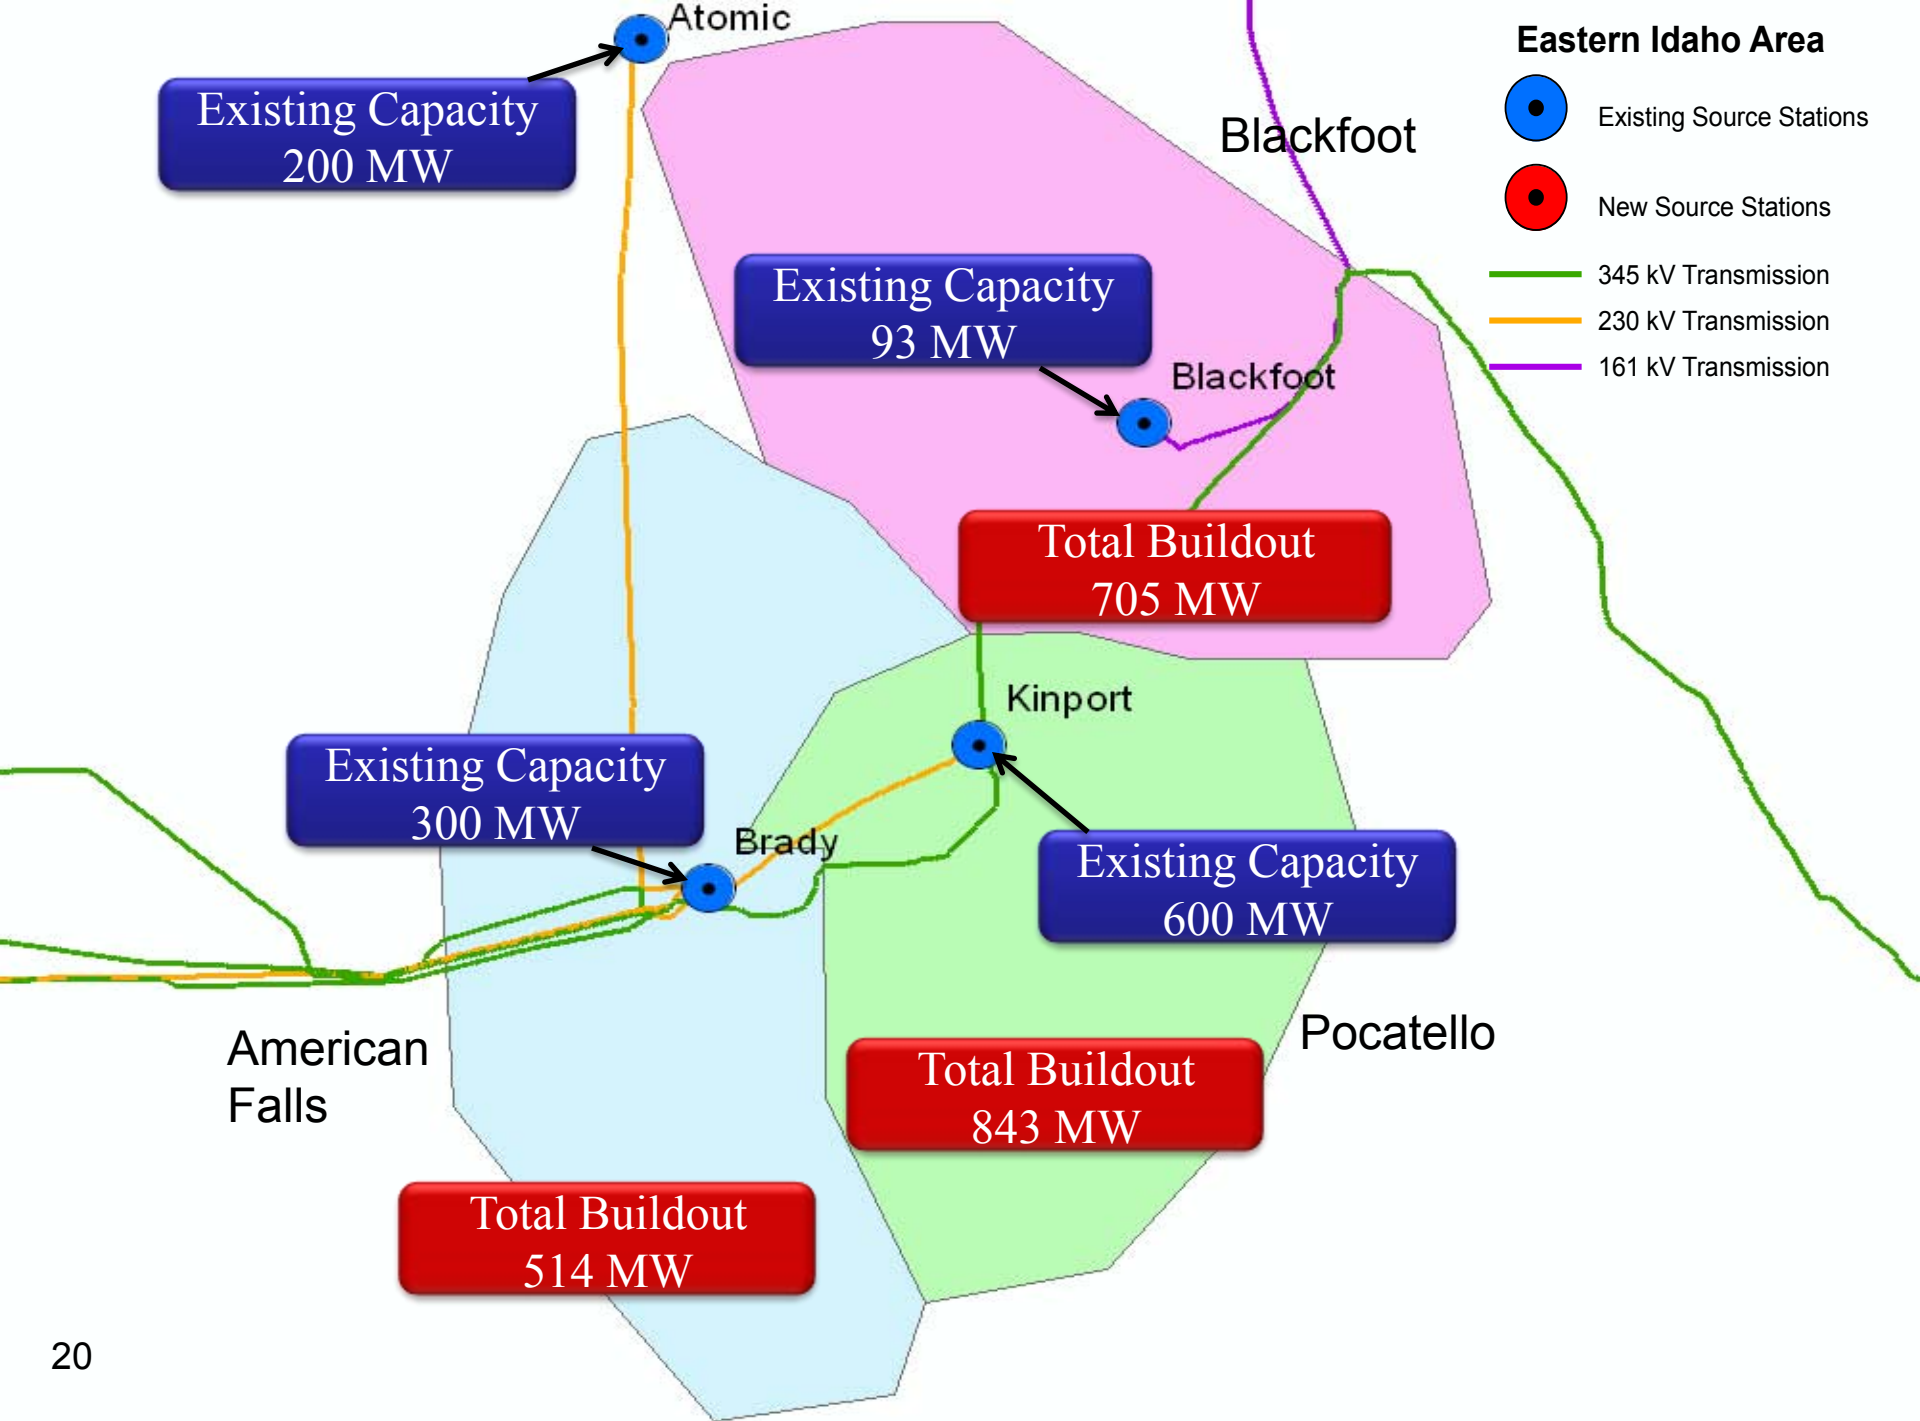 Atomic
Existing Capacity
200 MW
Eastern Idaho Area
Existing Source Stations
New Source Stations
345 kV Transmission
230 kV Transmission
161 kV Transmission
Blackfoot
Existing Capacity
93 MW
Blackfoot
Total Buildout
705 MW
Kinport
Existing Capacity
300 MW
Brady
Existing Capacity
600 MW
American
Falls
Pocatello
Total Buildout
843 MW
Total Buildout
514 MW
20